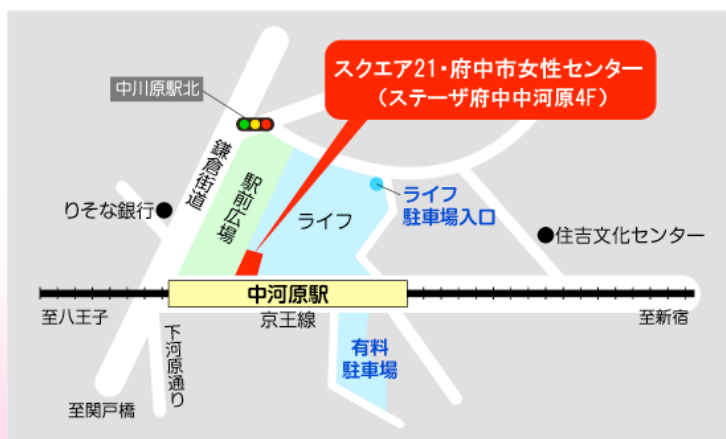 スクエア21・府中市女性センター
（ステーザ府中中河原4F）
中川原駅北
鎌倉街道
駅前広場
りそな銀行●
ライフ
ライフ
駐車場入口
●住吉文化センター
中河原駅
至八王子
京王線
至新宿
下河原通り
有料
駐車場
至関戸橋